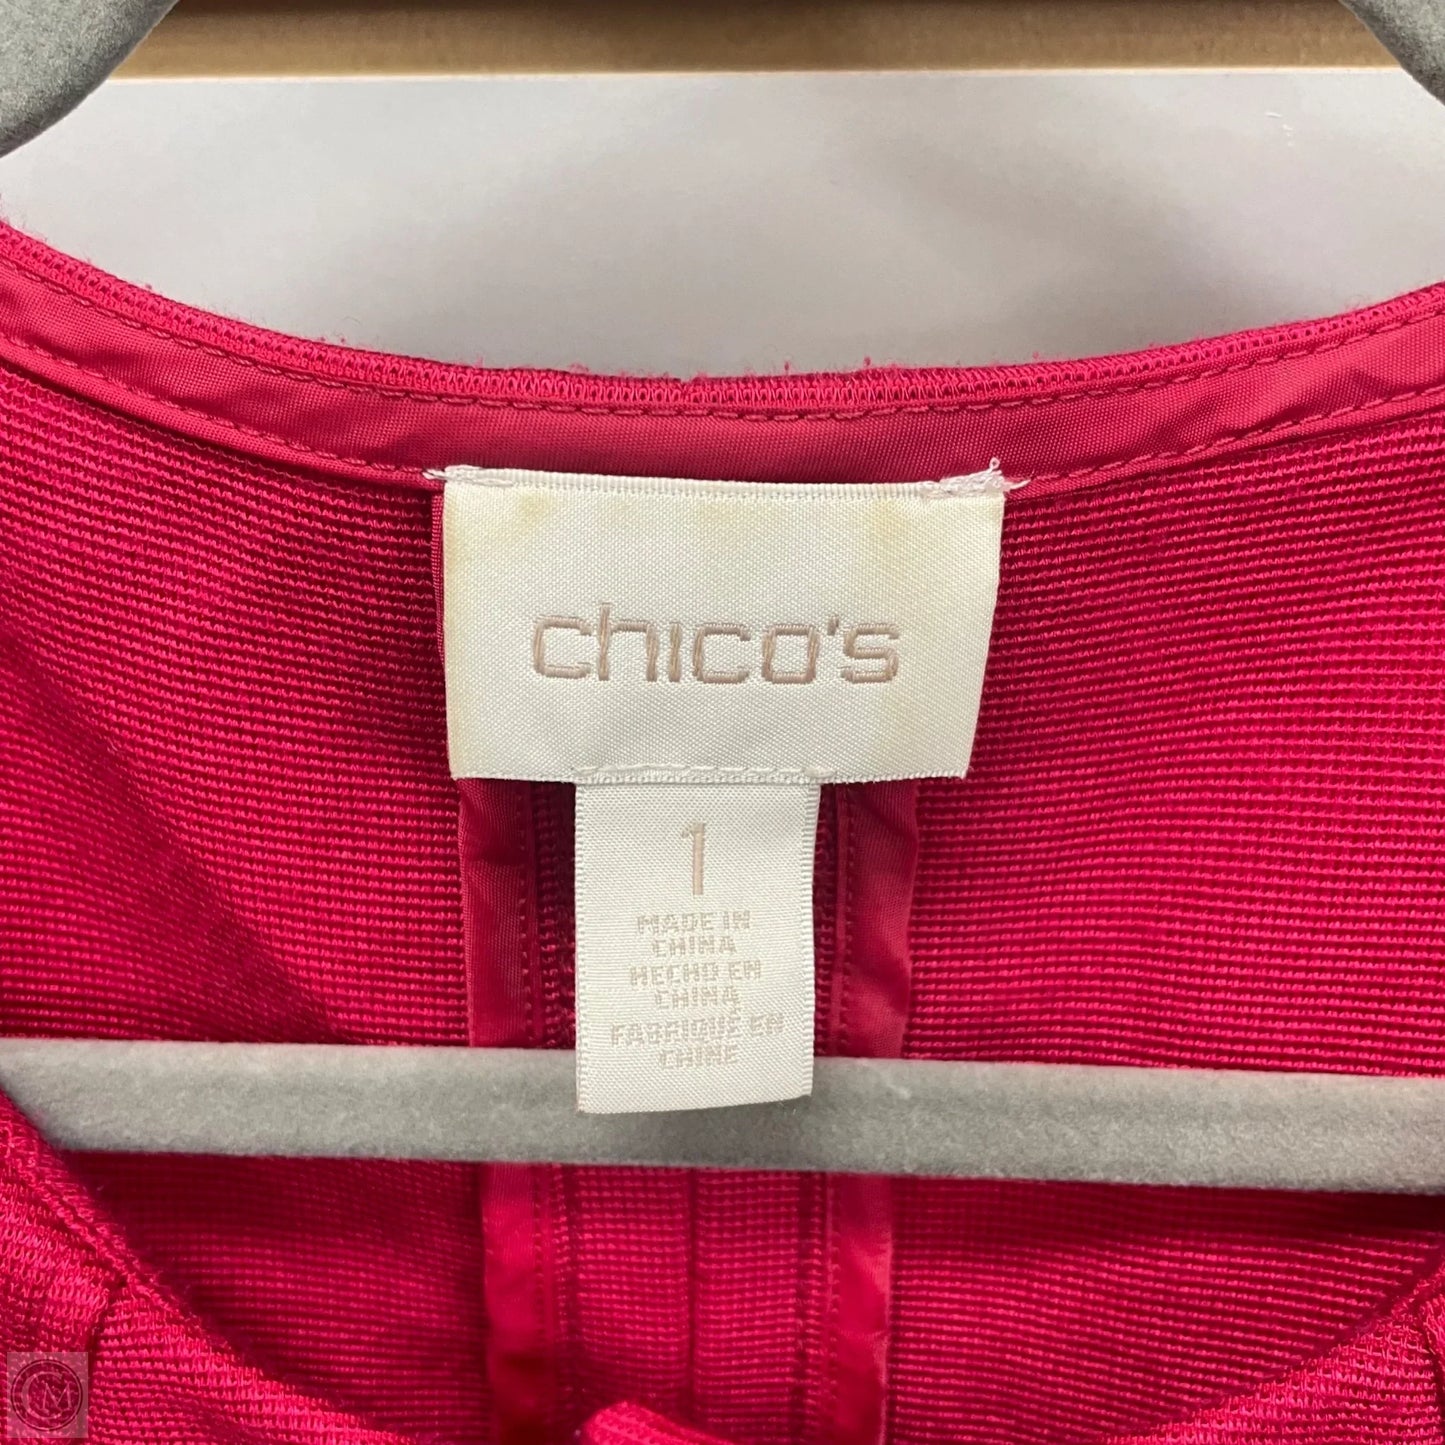 chico's
1
MADE IN
CHINA
HECHO EN
CHINA
FABRIQUÉ EN
CHINE